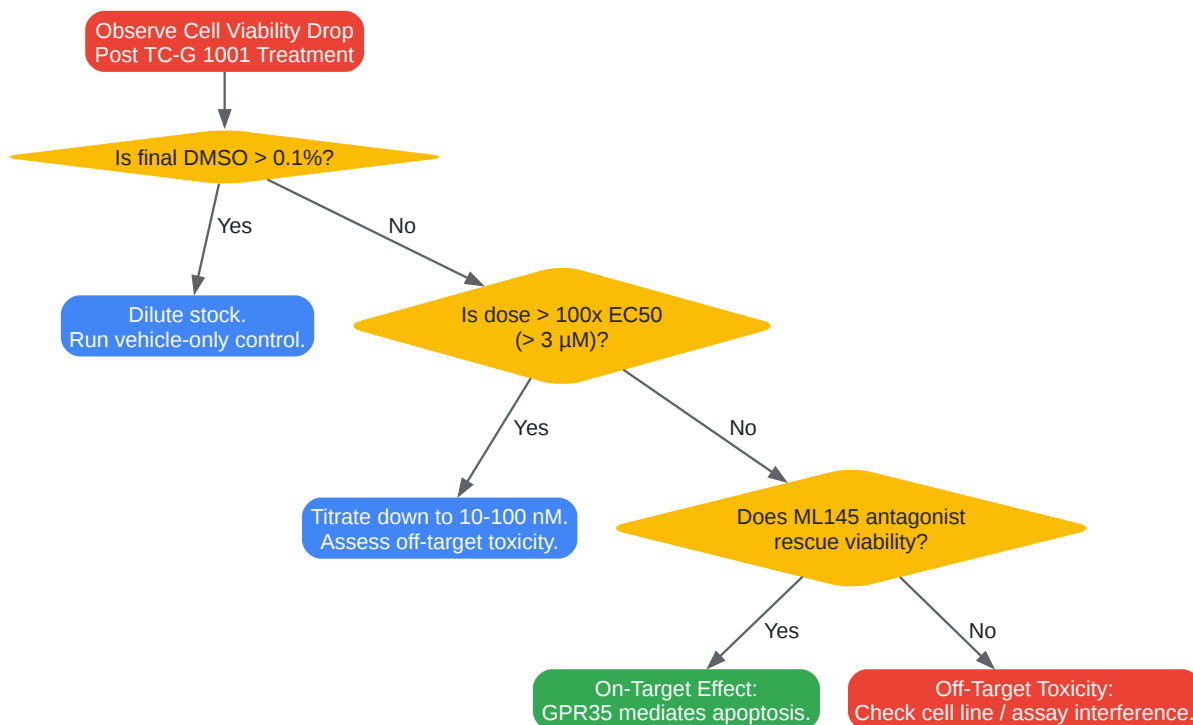 Observe Cell Viability Drop
Post TC-G 1001 Treatment
Is final DMSO > 0.1%?
Yes
No
Dilute stock.
Run vehicle-only control.
Is dose > 100x EC50
(> 3 µM)?
Yes
No
Titrate down to 10-100 nM.
Assess off-target toxicity.
Does ML145 antagonist
rescue viability?
Yes
No
On-Target Effect:
GPR35 mediates apoptosis.
Off-Target Toxicity:
Check cell line / assay interference.